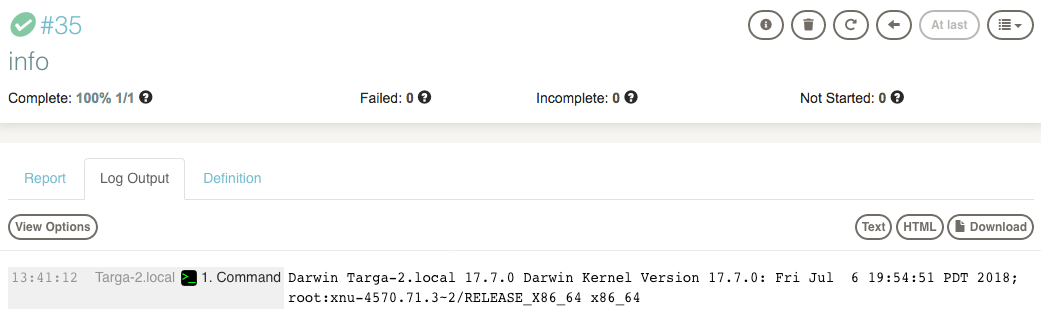 #35
At last
info
Complete: 100% 1/1 Failed: 0 Incomplete: 0 Not Started: 0
Report Log Output Definition
View Options Text HTML Download
13:41:12 Targa-2.local >_ 1. Command Darwin Targa-2.local 17.7.0 Darwin Kernel Version 17.7.0: Fri Jul  6 19:54:51 PDT 2018;
root:xnu-4570.71.3~2/RELEASE_X86_64 x86_64